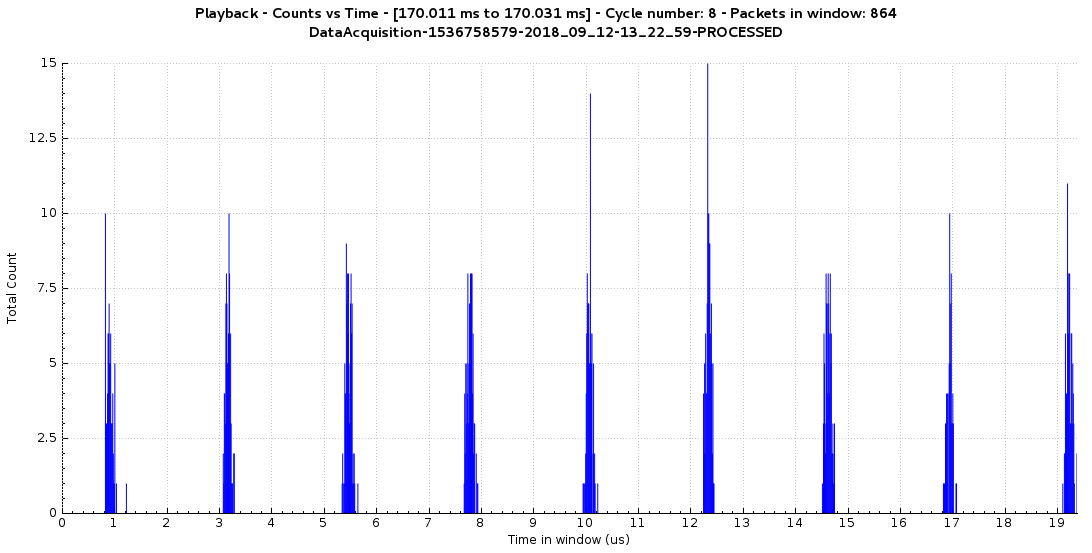 Playback - Counts vs Time - [170.011 ms to 170.031 ms] - Cycle number: 8 - Packets in window: 864
DataAcquisition-1536758579-2018_09_12-13_22_59-PROCESSED
15
12.5
10
7.5
5
2.5
0
Total Count
0 1 2 3 4 5 6 7 8 9 10 11 12 13 14 15 16 17 18 19
Time in window (us)